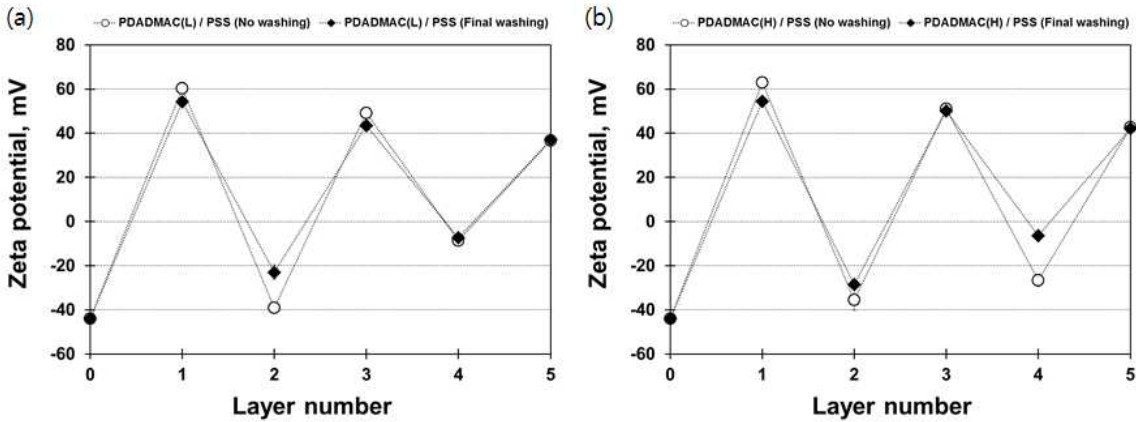 (a)
PDADMAC(L) / PSS (No washing) PDADMAC(L) / PSS (Final washing)
80
60
40
20
0
-20
-40
-60
Zeta potential, mV
0 1 2 3 4 5
Layer number
(b)
PDADMAC(H) / PSS (No washing) PDADMAC(H) / PSS (Final washing)
80
60
40
20
0
-20
-40
-60
Zeta potential, mV
0 1 2 3 4 5
Layer number